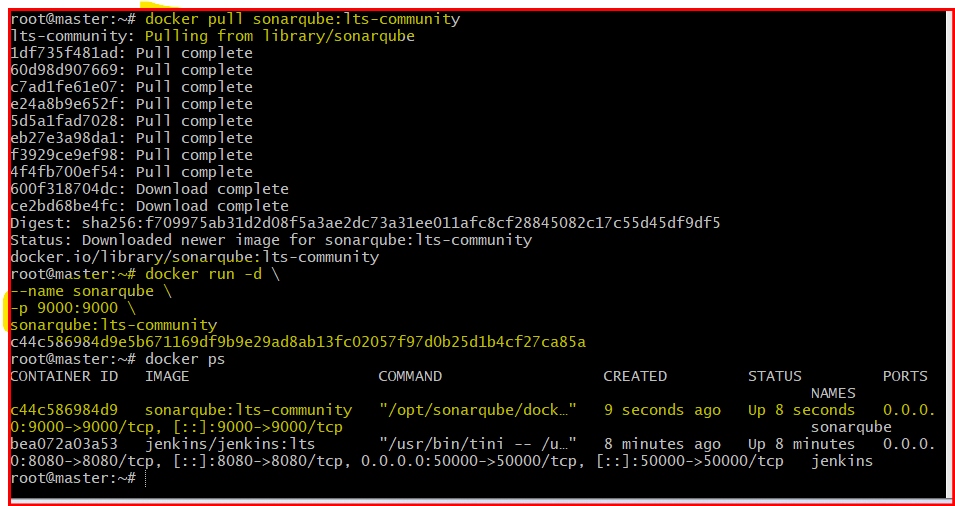 root@master:~# docker pull sonarqube:lts-community
lts-community: Pulling from library/sonarqube
1df735f481ad: Pull complete
60d98d907669: Pull complete
c7ad1fe61e07: Pull complete
e24a8b9e652f: Pull complete
5d5a1fad7028: Pull complete
eb27e3a98da1: Pull complete
f3929ce9ef98: Pull complete
4f4fb700ef54: Pull complete
600f318704dc: Download complete
ce2bd68be4fc: Download complete
Digest: sha256:f709975ab31d2d08f5a3ae2dc73a31ee011afc8cf28845082c17c55d45df9df5
Status: Downloaded newer image for sonarqube:lts-community
docker.io/library/sonarqube:lts-community
root@master:~# docker run -d \
--name sonarqube \
-p 9000:9000 \
sonarqube:lts-community
c44c586984d9e5b671169df9b9e29ad8ab13fc02057f97d0b25d1b4cf27ca85a
root@master:~# docker ps
CONTAINER ID   IMAGE                     COMMAND                  CREATED         STATUS         PORTS
NAMES
c44c586984d9   sonarqube:lts-community   "/opt/sonarqube/dock…"   9 seconds ago   Up 8 seconds   0.0.0.
0:9000->9000/tcp, [::]:9000->9000/tcp   sonarqube
bea072a03a53   jenkins/jenkins:lts       "/usr/bin/tini -- /u…"   8 minutes ago   Up 8 minutes   0.0.0.
0:8080->8080/tcp, [::]:8080->8080/tcp, 0.0.0.0:50000->50000/tcp, [::]:50000->50000/tcp   jenkins
root@master:~#